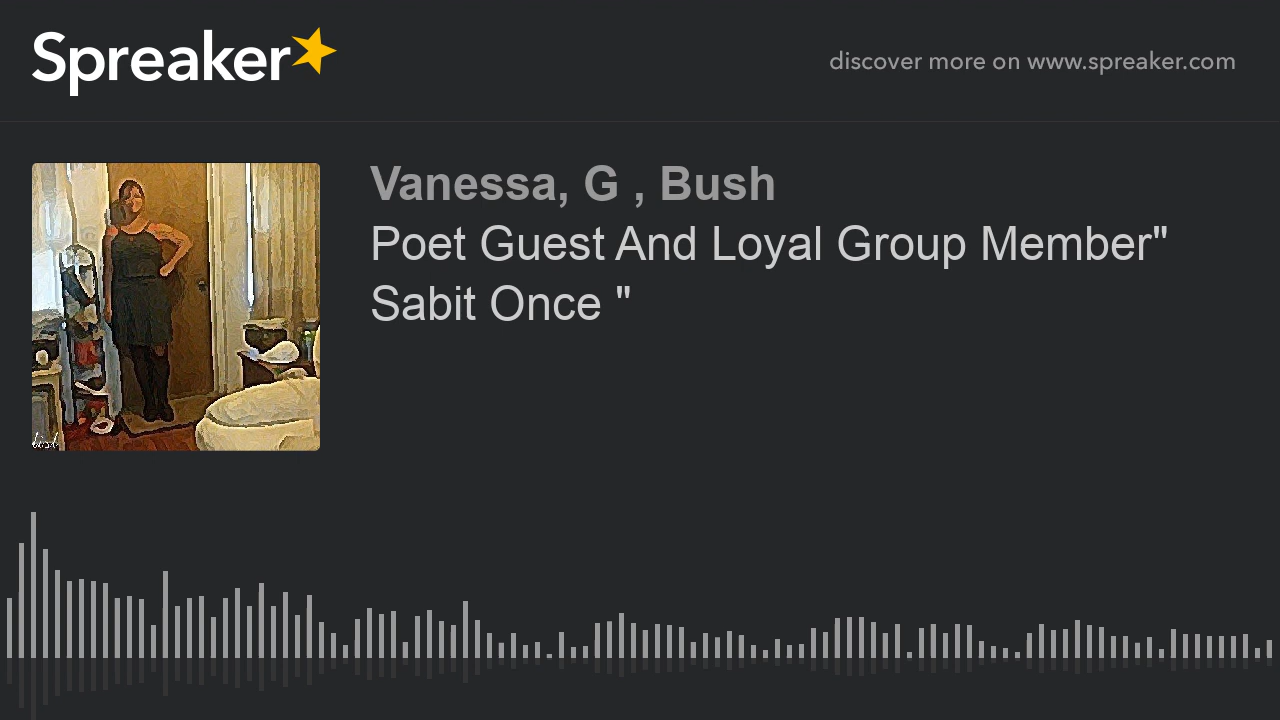 Spreaker
discover more on www.spreaker.com
Vanessa, G , Bush
Poet Guest And Loyal Group Member"
Sabit Once "